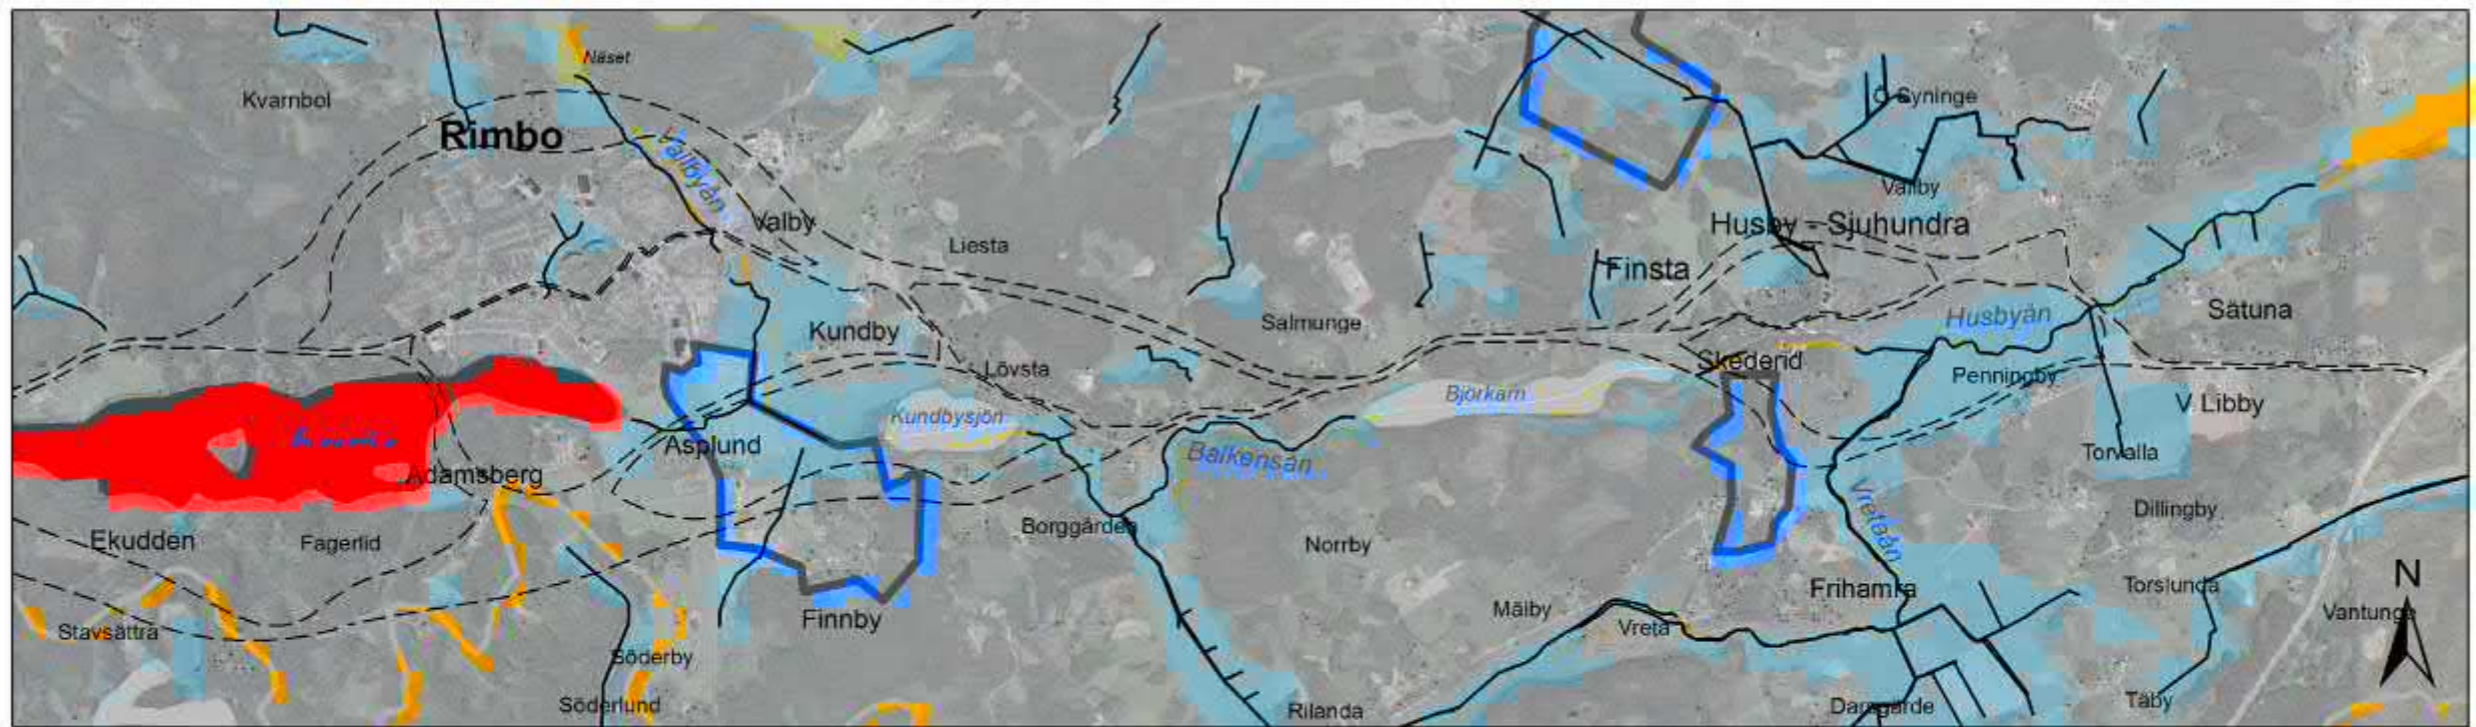 Näset
Kvarnbol
Rimbo
Ö Syninge
Vallbyån
Vallby
Valby
Husby - Sjuhundra
Liesta
Finsta
Husbyån
Sätuna
Kundby
Salmunge
Lövsta
Skederid
Penningby
Björkarn
V Libby
Kundbysjön
Asplund
Balkensån
Torvalla
Adamsberg
Vretaån
Dillingby
Ekudden
Fagerlid
Borggården
Norrby
N
Frihamra
Torslunda
Mälby
Vantunge
Finnby
Vreta
Stavsättra
Söderby
Söderlund
Rilanda
Damgärde
Täby